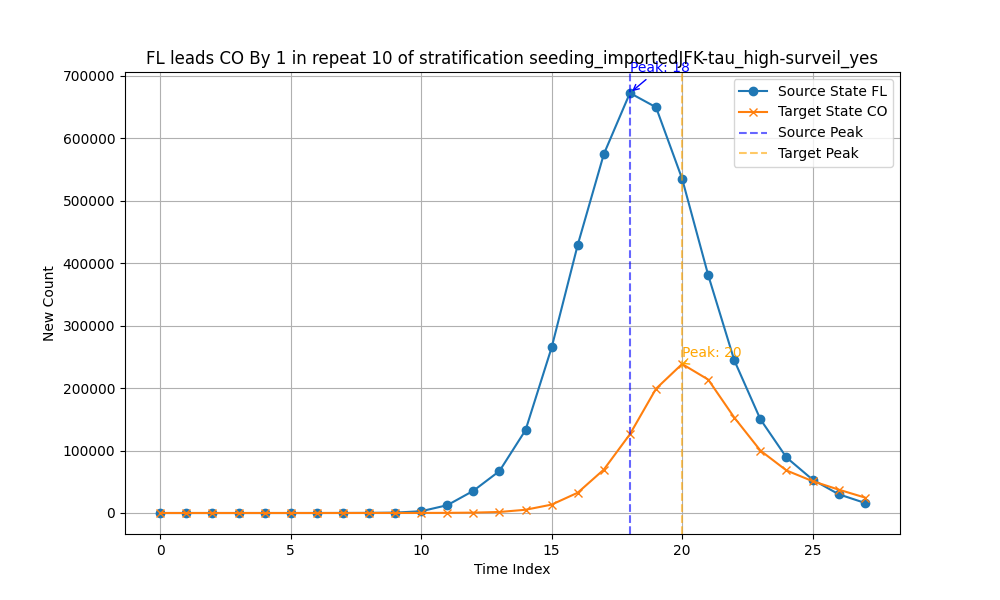 FL leads CO By 1 in repeat 10 of stratification seeding_importedJFK-tau_high-surveil_yes
Peak: 18
Source State FL
Target State CO
Source Peak
Target Peak
Peak: 20
New Count
700000
600000
500000
400000
300000
200000
100000
0
0 5 10 15 20 25
Time Index